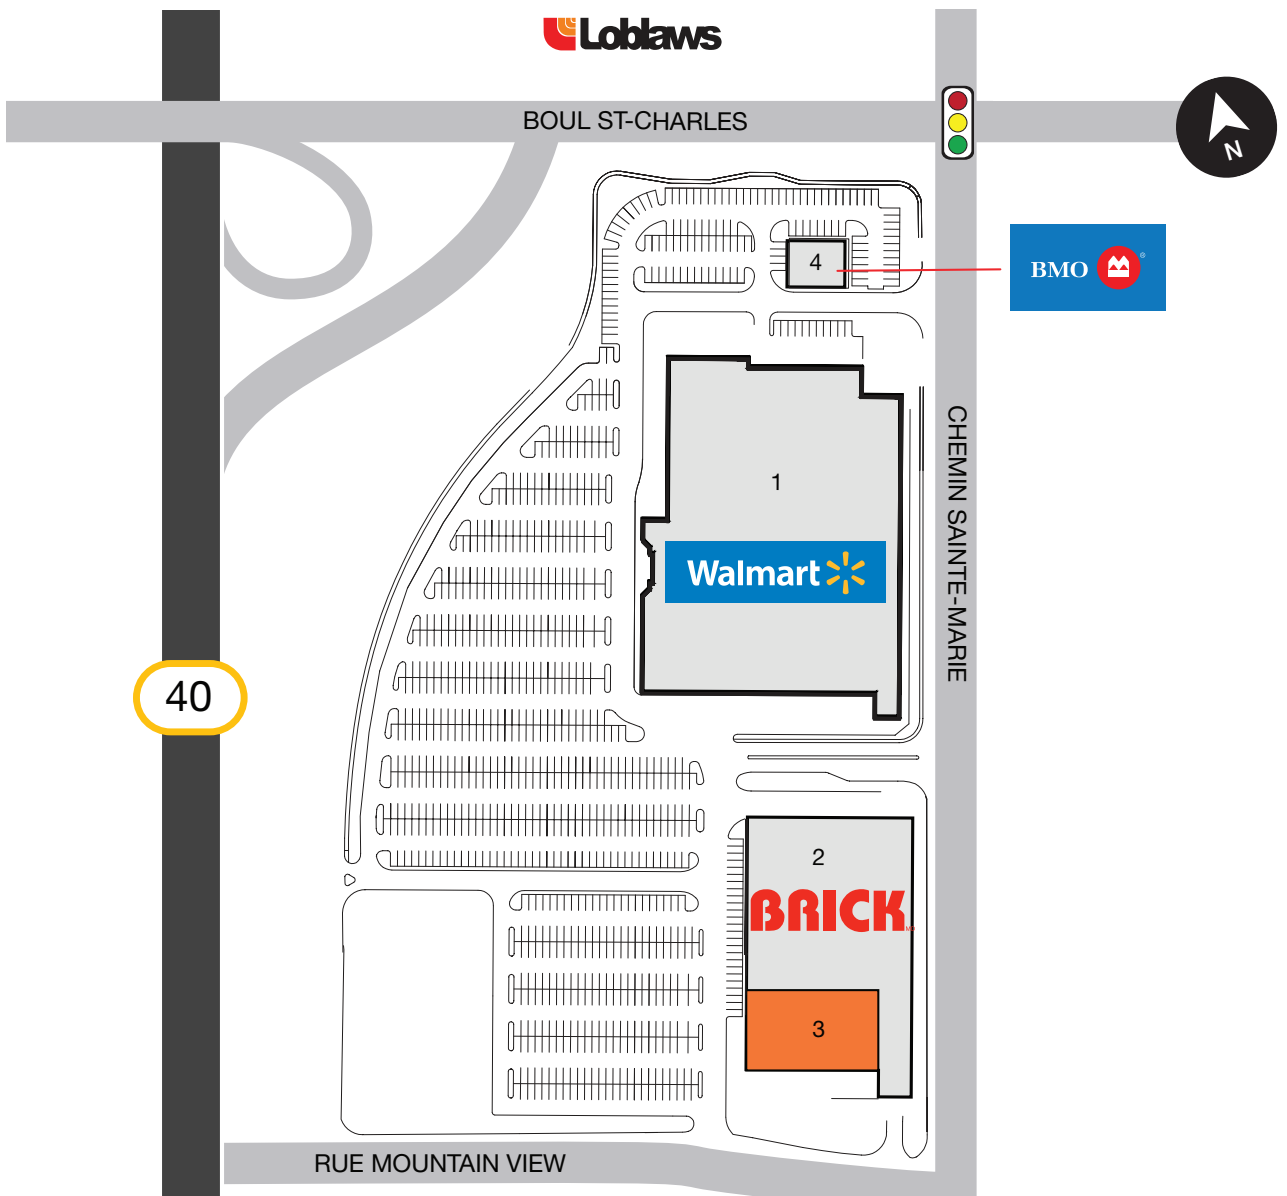 Loblaws
BOUL ST-CHARLES
N
4
BMO
®
CHEMIN SAINTE-MARIE
1
Walmart
40
2
BRICK
3
RUE MOUNTAIN VIEW